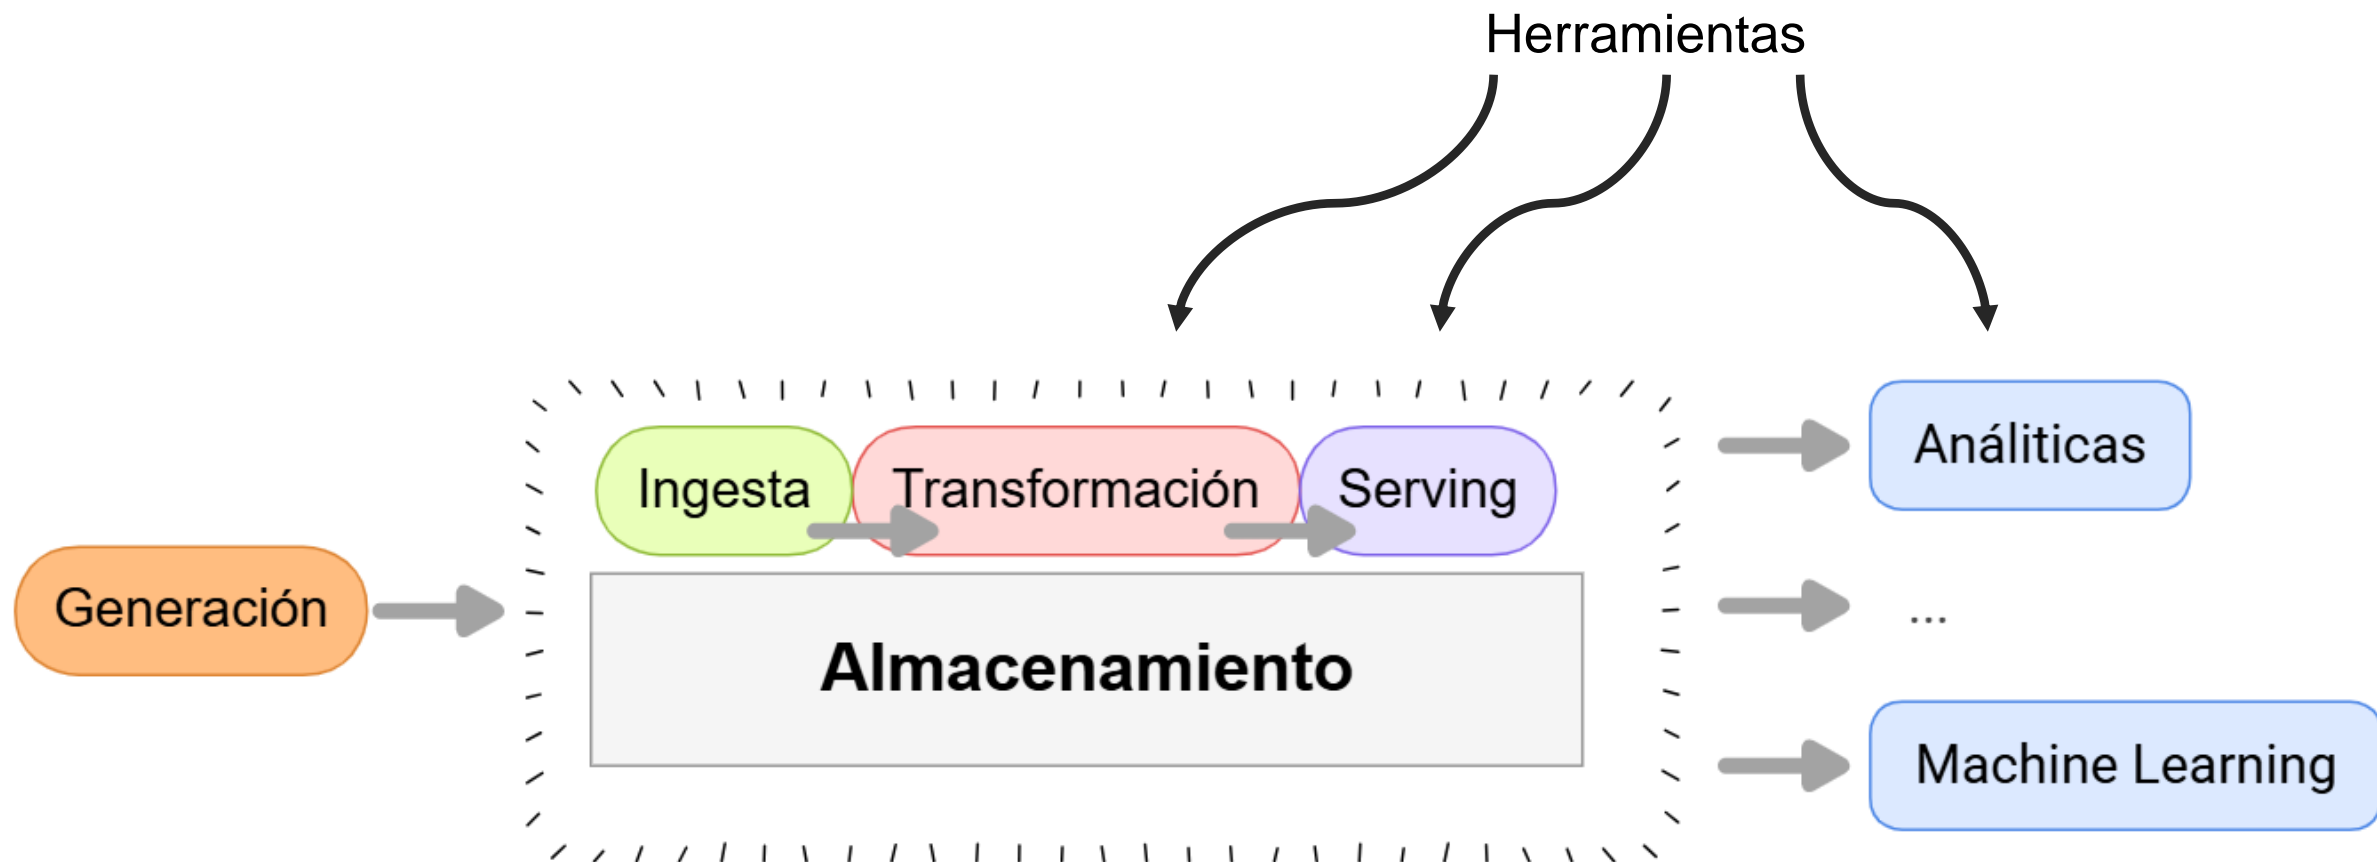 Herramientas
Ingesta
Transformación
Serving
Análiticas
Generación
...
Almacenamiento
Machine Learning